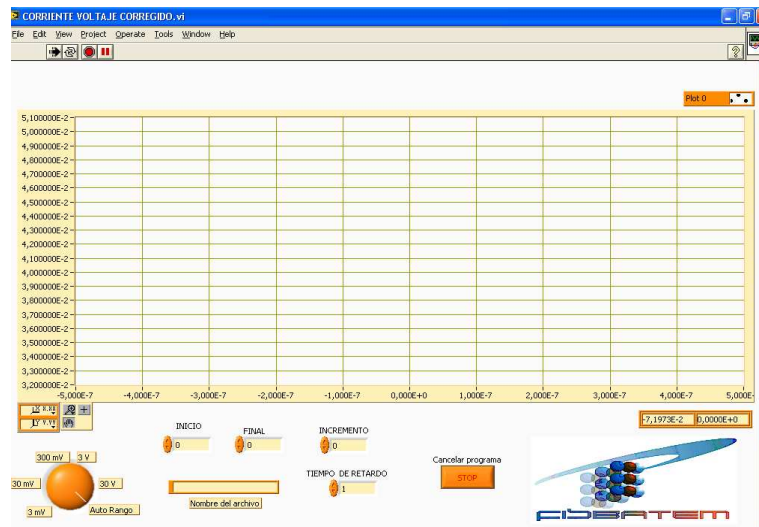 CORRIENTE VOLTAJE CORREGIDO.vi
File Edit View Project Operate Tools Window Help
?
Plot 0
5,100000E-2
5,000000E-2
4,900000E-2
4,800000E-2
4,700000E-2
4,600000E-2
4,500000E-2
4,400000E-2
4,300000E-2
4,200000E-2
4,100000E-2
4,000000E-2
3,900000E-2
3,800000E-2
3,700000E-2
3,600000E-2
3,500000E-2
3,400000E-2
3,300000E-2
3,200000E-2
-5,000E-7 -4,000E-7 -3,000E-7 -2,000E-7 -1,000E-7 0,000E+0 1,000E-7 2,000E-7 3,000E-7 4,000E-7 5,000E-
-7,1973E-2 0,0000E+0
INICIO FINAL INCREMENTO
0 0 0
300 mV 3 V
30 mV 30 V
3 mV Auto Rango
Nombre del archivo
TIEMPO DE RETARDO
1
Cancelar programa
STOP